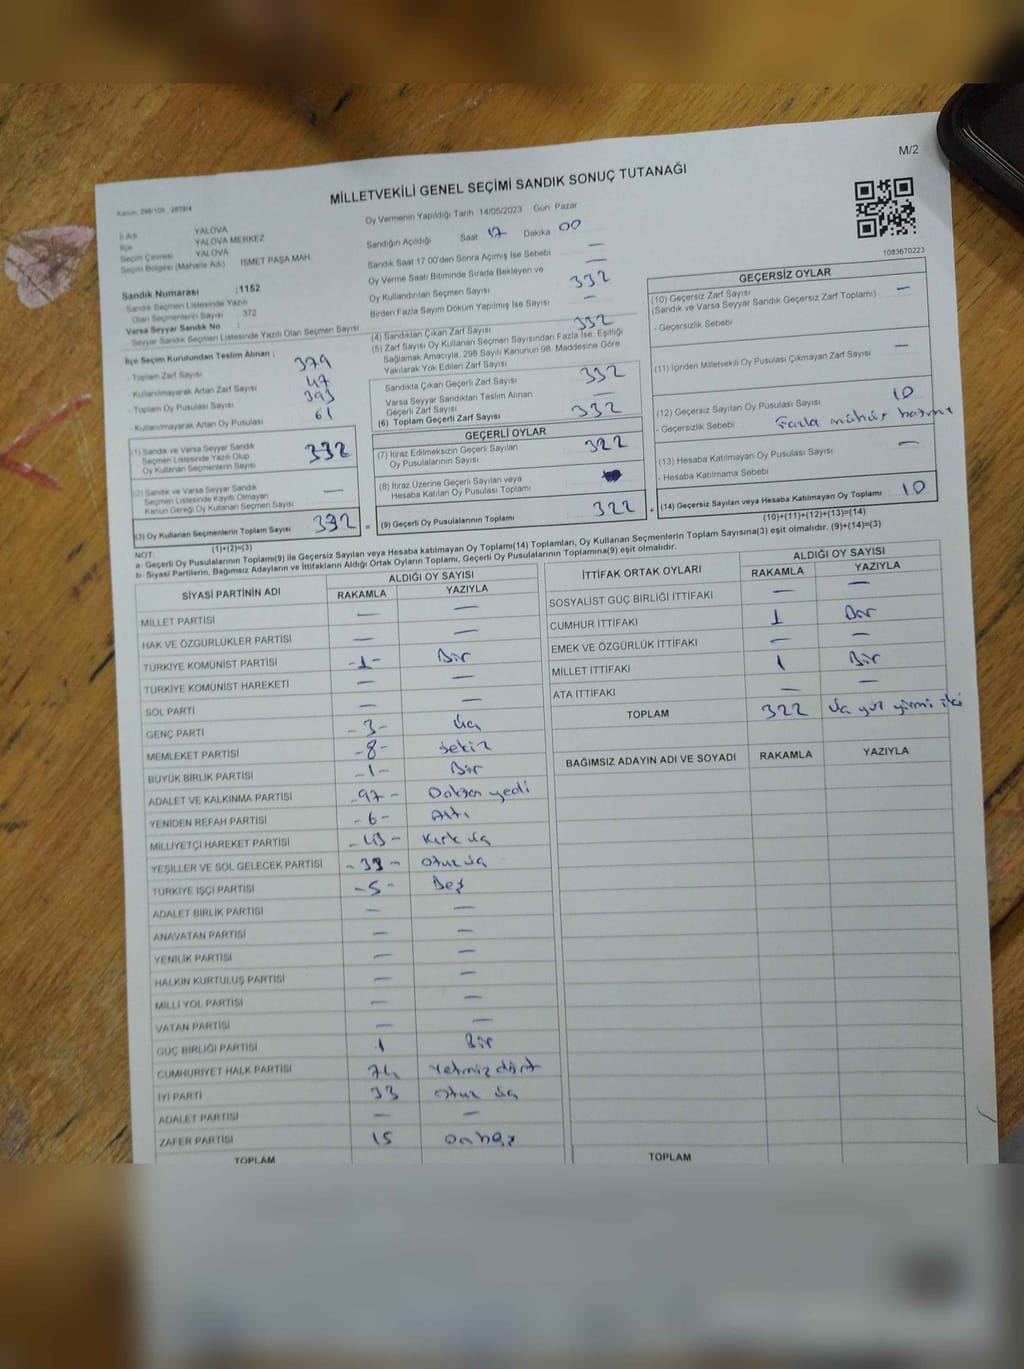 M/2
MİLLETVEKİLİ GENEL SEÇİMİ SANDIK SONUÇ TUTANAĞI
1083670223
İl Adı YALOVA
İlçe YALOVA MERKEZ
Seçim Çevresi YALOVA
Seçim Bölgesi (Mahalle Adı) İSMET PAŞA MAH.
Sandık Numarası :1152
Sandık Seçmen Listesinde Yazılı
Olan Seçmenlerin Sayısı 372
Varsa Seyyar Sandık No :
- Seyyar Sandık Seçmen Listesinde Yazılı Olan Seçmen Sayısı
İlçe Seçim Kurulundan Teslim Alınan :
- Toplam Zarf Sayısı 379
- Kullanılmayarak Artan Zarf Sayısı 47
- Toplam Oy Pusulası Sayısı 393
- Kullanılmayarak Artan Oy Pusulası 61
(1) Sandık ve Varsa Seyyar Sandık
Seçmen Listesinde Yazılı Olup
Oy Kullanan Seçmenlerin Sayısı 332
(2) Sandık ve Varsa Seyyar Sandık
Seçmen Listesinde Kayıtlı Olmayan
Kanun Gereği Oy Kullanan Seçmen Sayısı —
(3) Oy Kullanan Seçmenlerin Toplam Sayısı 332 =
(1)+(2)=(3)
Oy Vermenin Yapıldığı Tarih 14/05/2023 Gün Pazar
Sandığın Açıldığı Saat 17 Dakika 00
Sandık Saat 17:00'den Sonra Açımış İse Sebebi —
Oy Verme Saati Bitiminde Sırada Bekleyen ve —
Oy Kullandırılan Seçmen Sayısı 332
Birden Fazla Sayım Döküm Yapılmış İse Sayısı —
(4) Sandıktan Çıkan Zarf Sayısı 332
(5) Zarf Sayısı Oy Kullanan Seçmen Sayısından Fazla İse, Eşitliği
Sağlamak Amacıyla, 298 Sayılı Kanunun 98. Maddesine Göre
Yakılarak Yok Edilen Zarf Sayısı
Sandıkta Çıkan Geçerli Zarf Sayısı 332
Varsa Seyyar Sandıktan Teslim Alınan
Geçerli Zarf Sayısı —
(6) Toplam Geçerli Zarf Sayısı 332
GEÇERLİ OYLAR
(7) İtiraz Edilmeksizin Geçerli Sayılan
Oy Pusulalarının Sayısı 322
(8) İtiraz Üzerine Geçerli Sayılan veya
Hesaba Katılan Oy Pusulası Toplamı
(9) Geçerli Oy Pusulalarının Toplamı 322 +
GEÇERSİZ OYLAR
(10) Geçersiz Zarf Sayısı —
(Sandık ve Varsa Seyyar Sandık Geçersiz Zarf Toplamı)
- Geçersizlik Sebebi
(11) İçinden Milletvekili Oy Pusulası Çıkmayan Zarf Sayısı —
(12) Geçersiz Sayılan Oy Pusulası Sayısı 10
- Geçersizlik Sebebi Fazla mühür basma
(13) Hesaba Katılmayan Oy Pusulası Sayısı —
- Hesaba Katılmama Sebebi
(14) Geçersiz Sayılan veya Hesaba Katılmayan Oy Toplamı 10
(10)+(11)+(12)+(13)=(14)
NOT:
a- Geçerli Oy Pusulalarının Toplamı(9) ile Geçersiz Sayılan veya Hesaba katılmayan Oy Toplamı(14) Toplamları, Oy Kullanan Seçmenlerin Toplam Sayısına(3) eşit olmalıdır. (9)+(14)=(3)
b- Siyasi Partilerin, Bağımsız Adayların ve İttifakların Aldığı Ortak Oyların Toplamı, Geçerli Oy Pusulalarının Toplamına(9) eşit olmalıdır.
SİYASİ PARTİNİN ADI ALDIĞI OY SAYISI
RAKAMLA YAZIYLA
MİLLET PARTİSİ — —
HAK VE ÖZGÜRLÜKLER PARTİSİ — —
TÜRKİYE KOMÜNİST PARTİSİ -1- Bir
TÜRKİYE KOMÜNİST HAREKETİ — —
SOL PARTİ — —
GENÇ PARTİ -3- üç
MEMLEKET PARTİSİ -8- Sekiz
BÜYÜK BİRLİK PARTİSİ -1- Bir
ADALET VE KALKINMA PARTİSİ -97- Doksan yedi
YENİDEN REFAH PARTİSİ -6- Altı
MİLLİYETÇİ HAREKET PARTİSİ -43- Kırk üç
YEŞİLLER VE SOL GELECEK PARTİSİ -33- Otuz üç
TÜRKİYE İŞÇİ PARTİSİ -5- Beş
ADALET BİRLİK PARTİSİ — —
ANAVATAN PARTİSİ — —
YENİLİK PARTİSİ — —
HALKIN KURTULUŞ PARTİSİ — —
MİLLİ YOL PARTİSİ — —
VATAN PARTİSİ — —
GÜÇ BİRLİĞİ PARTİSİ 1 Bir
CUMHURİYET HALK PARTİSİ 74 Yetmiş dört
İYİ PARTİ 33 otuz üç
ADALET PARTİSİ — —
ZAFER PARTİSİ 15 on beş
TOPLAM
İTTİFAK ORTAK OYLARI ALDIĞI OY SAYISI
RAKAMLA YAZIYLA
SOSYALİST GÜÇ BİRLİĞİ İTTİFAKI — —
CUMHUR İTTİFAKI 1 Bir
EMEK VE ÖZGÜRLÜK İTTİFAKI — —
MİLLET İTTİFAKI 1 Bir
ATA İTTİFAKI — —
TOPLAM 322 üç yüz yirmi iki
BAĞIMSIZ ADAYIN ADI VE SOYADI RAKAMLA YAZIYLA
TOPLAM